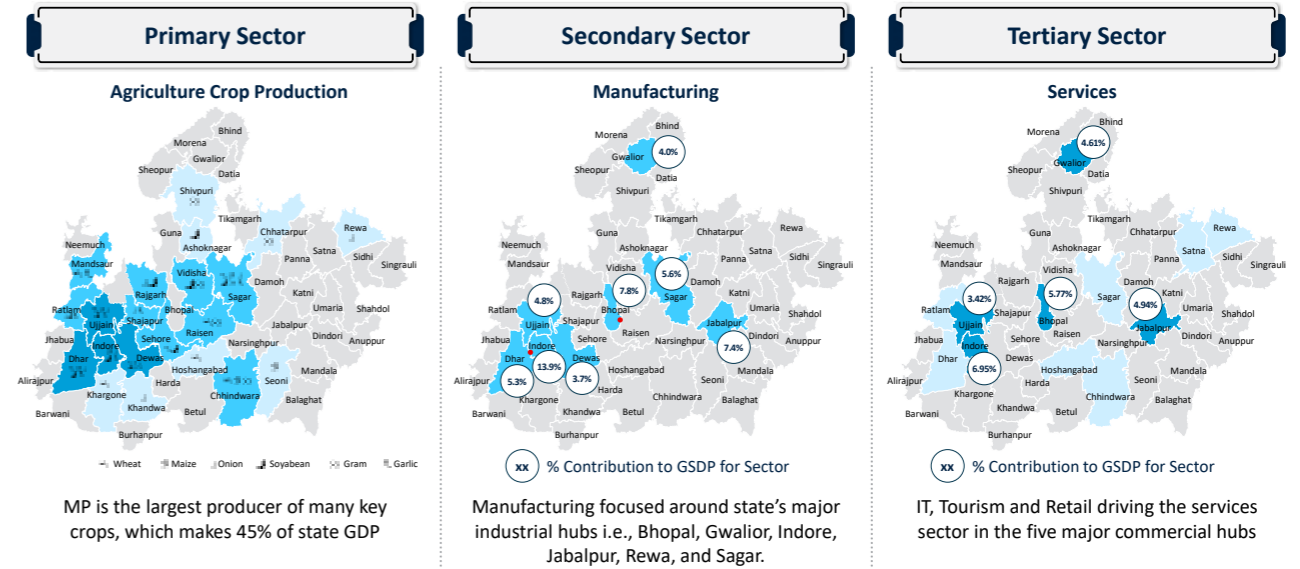 Primary Sector
Agriculture Crop Production
Bhind
Morena
Gwalior
Sheopur
Datia
Shivpuri
Tikamgarh
Guna
Chhatarpur
Rewa
Neemuch
Ashoknagar
Satna
Panna
Sidhi
Mandsaur
Singrauli
Vidisha
Damoh
Rajgarh
Sagar
Katni
Ratlam
Bhopal
Umaria
Shahdol
Ujjain
Shajapur
Raisen
Jabalpur
Jhabua
Indore
Sehore
Dindori
Anuppur
Narsinghpur
Dhar
Dewas
Hoshangabad
Mandala
Alirajpur
Harda
Seoni
Khargone
Chhindwara
Balaghat
Khandwa
Barwani
Betul
Burhanpur
Wheat Maize Onion Soyabean Gram Garlic
MP is the largest producer of many key
crops, which makes 45% of state GDP
Secondary Sector
Manufacturing
Bhind
Morena
4.0%
Gwalior
Sheopur
Datia
Shivpuri
Tikamgarh
Guna
Chhatarpur
Rewa
Neemuch
Ashoknagar
Satna
Panna
Sidhi
Mandsaur
Singrauli
Vidisha
5.6%
Damoh
7.8%
Rajgarh
Sagar
Katni
4.8%
Ratlam
Bhopal
Umaria
Shahdol
Ujjain
Shajapur
Jabalpur
Raisen
Jhabua
Indore
Sehore
Narsinghpur
Dindori
Anuppur
7.4%
Dhar
Dewas
13.9%
Hoshangabad
Mandala
Alirajpur
5.3%
3.7%
Harda
Seoni
Khargone
Chhindwara
Balaghat
Khandwa
Barwani
Betul
Burhanpur
xx % Contribution to GSDP for Sector
Manufacturing focused around state’s major
industrial hubs i.e., Bhopal, Gwalior, Indore,
Jabalpur, Rewa, and Sagar.
Tertiary Sector
Services
Bhind
Morena
4.61%
Gwalior
Sheopur
Datia
Shivpuri
Tikamgarh
Guna
Chhatarpur
Rewa
Neemuch
Ashoknagar
Satna
Panna
Sidhi
Mandsaur
Singrauli
Vidisha
Damoh
Rajgarh
5.77%
Sagar
Katni
3.42%
4.94%
Ratlam
Bhopal
Umaria
Shahdol
Ujjain
Shajapur
Jabalpur
Raisen
Jhabua
Indore
Sehore
Narsinghpur
Dindori
Anuppur
Dhar
Dewas
6.95%
Hoshangabad
Mandala
Alirajpur
Harda
Seoni
Khargone
Chhindwara
Balaghat
Khandwa
Barwani
Betul
Burhanpur
xx % Contribution to GSDP for Sector
IT, Tourism and Retail driving the services
sector in the five major commercial hubs